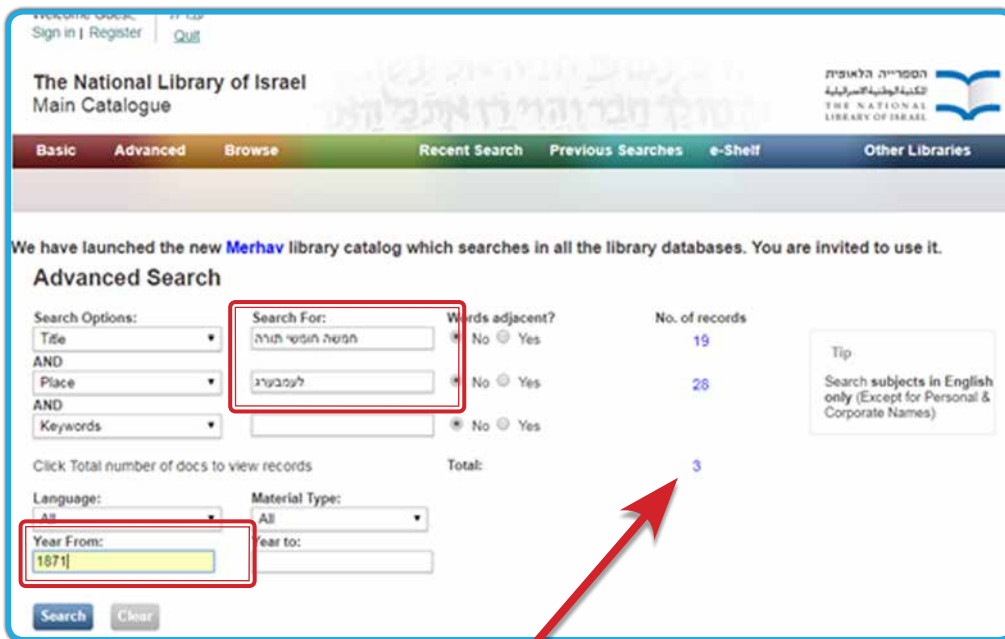 Welcome Guest,
Sign in | Register
Quit
The National Library of Israel
Main Catalogue
הספרייה הלאומית
THE NATIONAL
LIBRARY OF ISRAEL
Basic Advanced Browse Recent Search Previous Searches e-Shelf Other Libraries
We have launched the new Merhav library catalog which searches in all the library databases. You are invited to use it.
Advanced Search
Search Options: Search For: Words adjacent? No. of records
Title חמשה חומשי תורה No Yes 19
AND
Place לעמבערג No Yes 28
AND
Keywords No Yes
Tip
Search subjects in English
only (Except for Personal &
Corporate Names)
Click Total number of docs to view records Total: 3
Language: Material Type:
All All
Year From: Year to:
1871
Search Clear